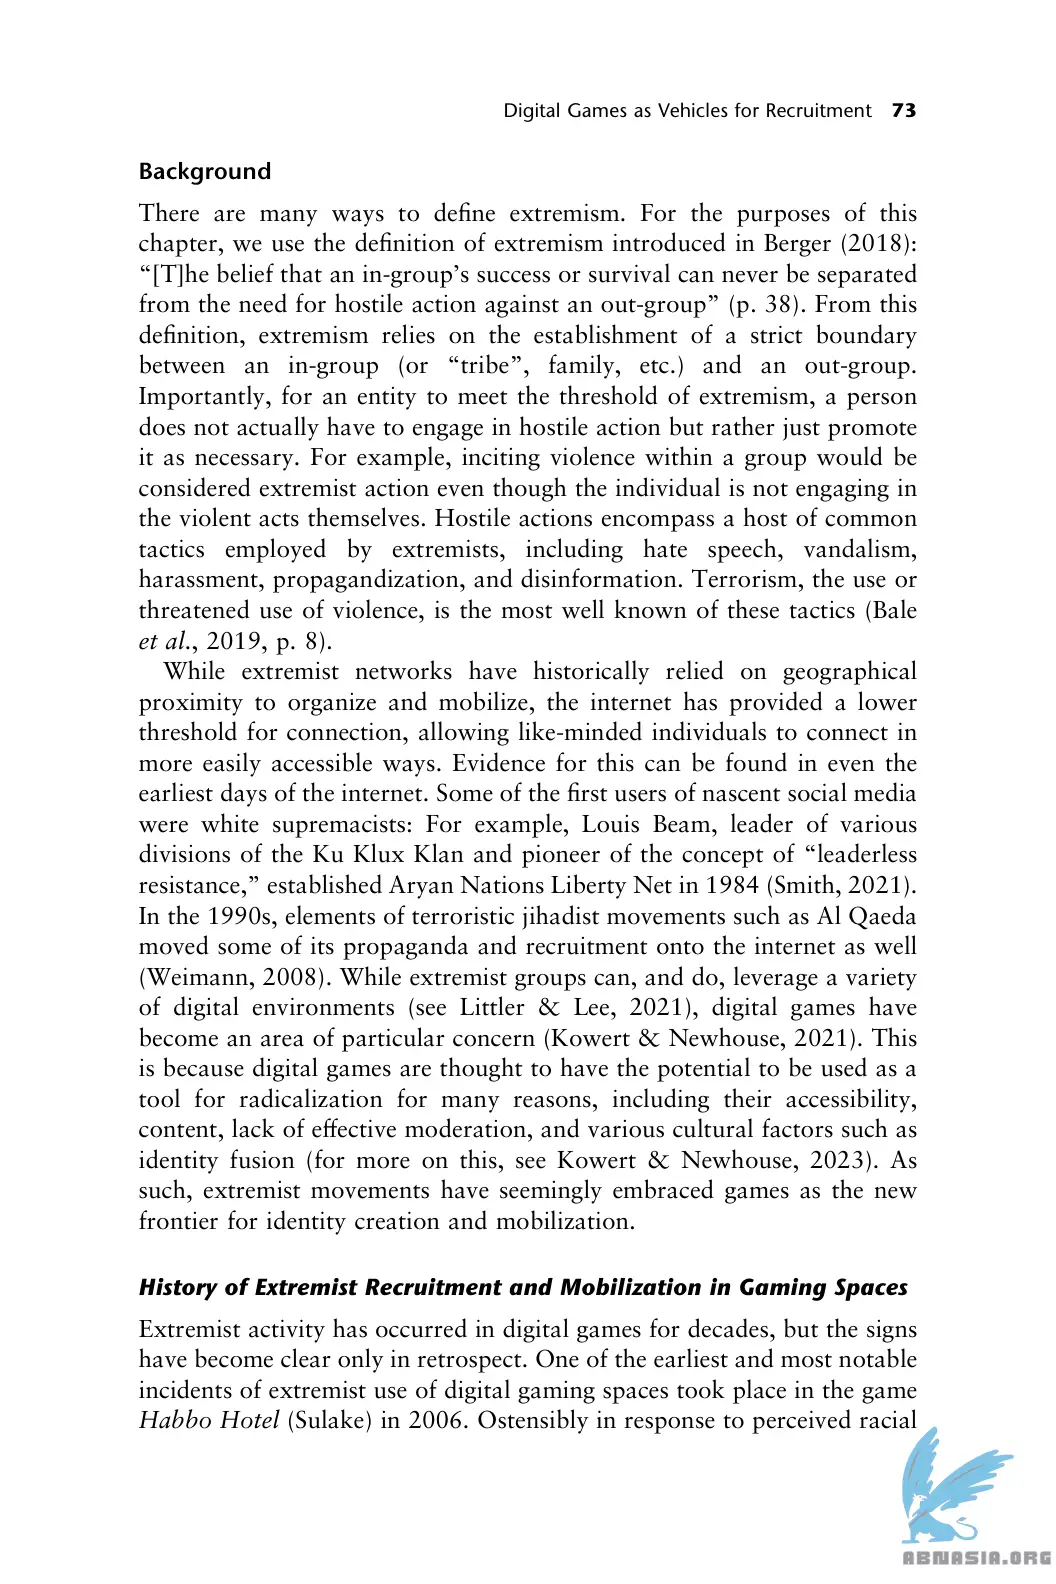 Digital Games as Vehicles for Recruitment 73
Background
There are many ways to define extremism. For the purposes of this
chapter, we use the definition of extremism introduced in Berger (2018):
“[T]he belief that an in-group’s success or survival can never be separated
from the need for hostile action against an out-group” (p. 38). From this
definition, extremism relies on the establishment of a strict boundary
between an in-group (or “tribe”, family, etc.) and an out-group.
Importantly, for an entity to meet the threshold of extremism, a person
does not actually have to engage in hostile action but rather just promote
it as necessary. For example, inciting violence within a group would be
considered extremist action even though the individual is not engaging in
the violent acts themselves. Hostile actions encompass a host of common
tactics employed by extremists, including hate speech, vandalism,
harassment, propagandization, and disinformation. Terrorism, the use or
threatened use of violence, is the most well known of these tactics (Bale
et al., 2019, p. 8).
While extremist networks have historically relied on geographical
proximity to organize and mobilize, the internet has provided a lower
threshold for connection, allowing like-minded individuals to connect in
more easily accessible ways. Evidence for this can be found in even the
earliest days of the internet. Some of the first users of nascent social media
were white supremacists: For example, Louis Beam, leader of various
divisions of the Ku Klux Klan and pioneer of the concept of “leaderless
resistance,” established Aryan Nations Liberty Net in 1984 (Smith, 2021).
In the 1990s, elements of terroristic jihadist movements such as Al Qaeda
moved some of its propaganda and recruitment onto the internet as well
(Weimann, 2008). While extremist groups can, and do, leverage a variety
of digital environments (see Littler & Lee, 2021), digital games have
become an area of particular concern (Kowert & Newhouse, 2021). This
is because digital games are thought to have the potential to be used as a
tool for radicalization for many reasons, including their accessibility,
content, lack of effective moderation, and various cultural factors such as
identity fusion (for more on this, see Kowert & Newhouse, 2023). As
such, extremist movements have seemingly embraced games as the new
frontier for identity creation and mobilization.
History of Extremist Recruitment and Mobilization in Gaming Spaces
Extremist activity has occurred in digital games for decades, but the signs
have become clear only in retrospect. One of the earliest and most notable
incidents of extremist use of digital gaming spaces took place in the game
Habbo Hotel (Sulake) in 2006. Ostensibly in response to perceived racial
ABNASIA.ORG